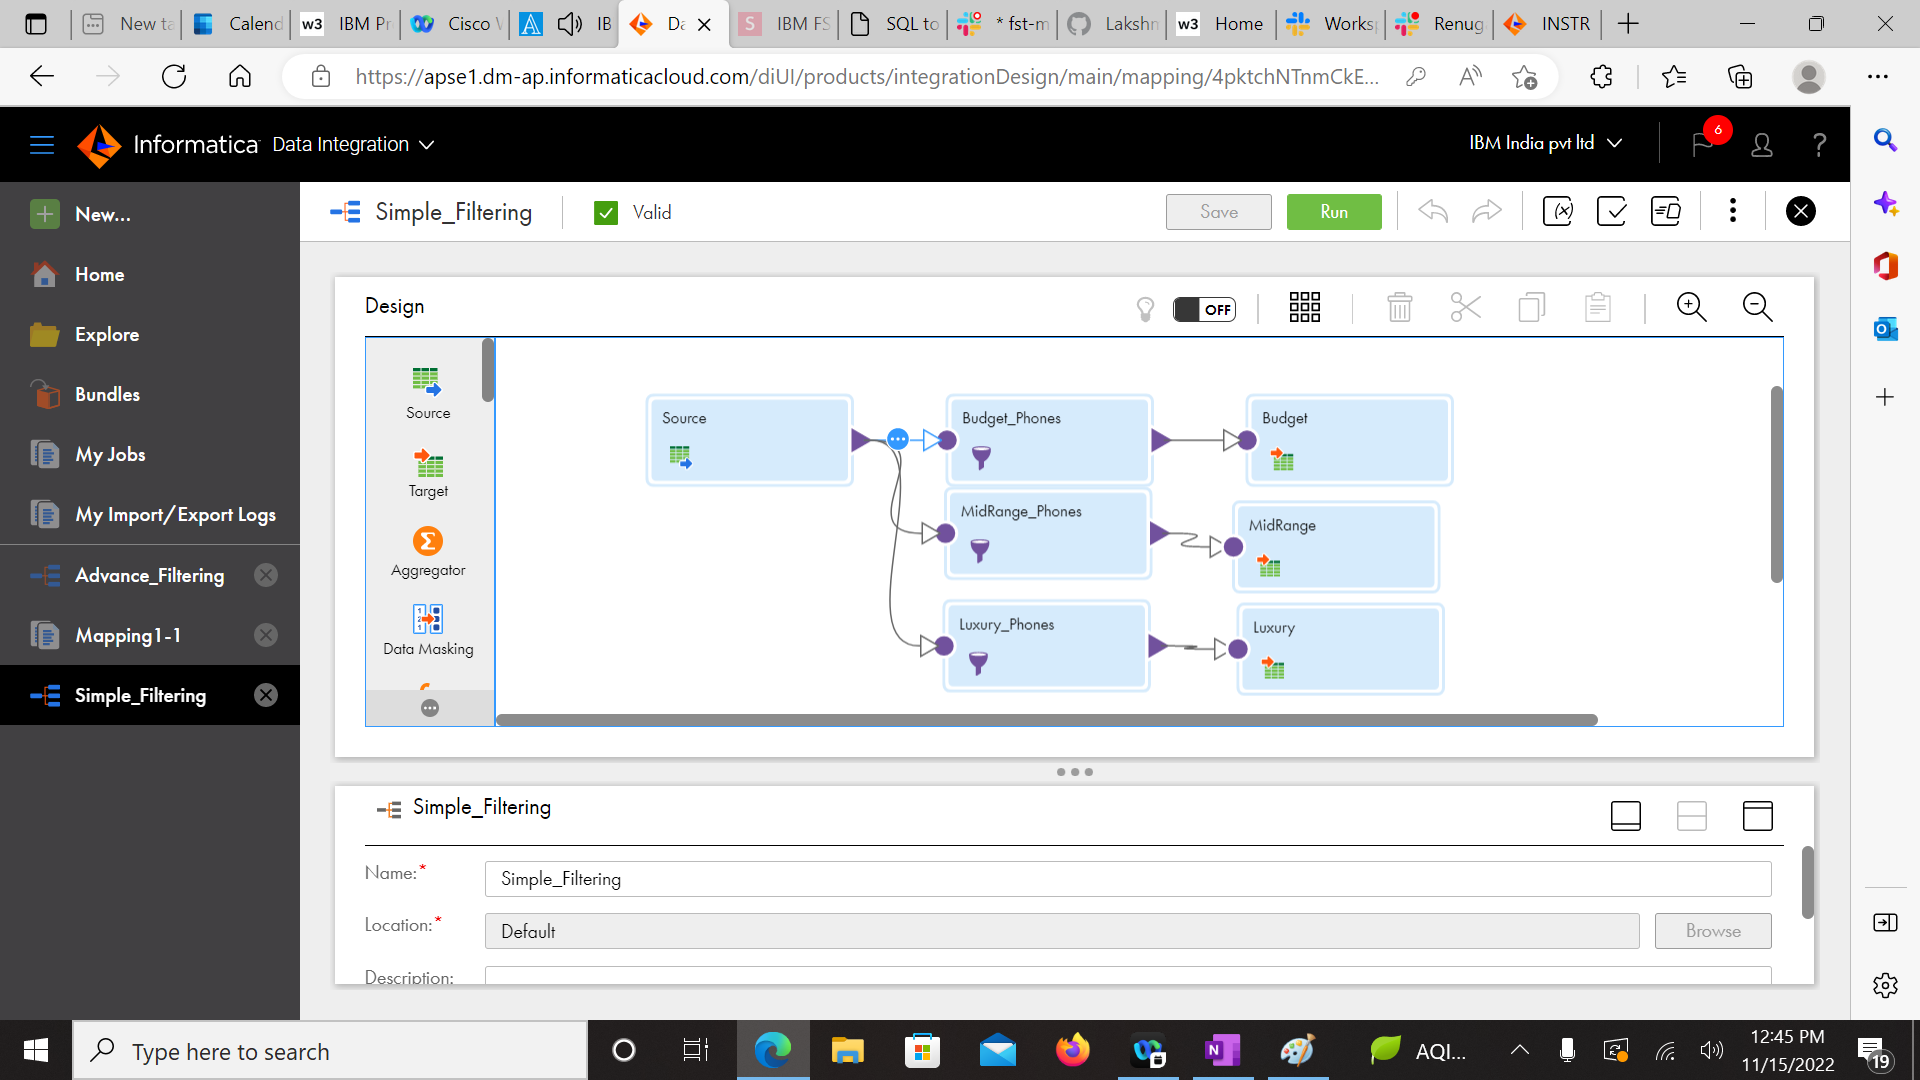 New ta
Calend
w3 IBM Pr
Cisco
IB
Da
S IBM FS
SQL to
* fst-m
Lakshm
w3 Home
Works
Renug
INSTR
https://apse1.dm-ap.informaticacloud.com/diUI/products/integrationDesign/main/mapping/4pktchNTnmCkE...
Informatica Data Integration
IBM India pvt ltd
6
?
New...
Home
Explore
Bundles
My Jobs
My Import/Export Logs
Advance_Filtering
Mapping1-1
Simple_Filtering
Simple_Filtering
Valid
Save
Run
Design
OFF
Source
Target
Aggregator
Data Masking
Source
Budget_Phones
Budget
MidRange_Phones
MidRange
Luxury_Phones
Luxury
Simple_Filtering
Name:*
Simple_Filtering
Location:*
Default
Browse
Description:
Type here to search
AQI...
12:45 PM
11/15/2022
19